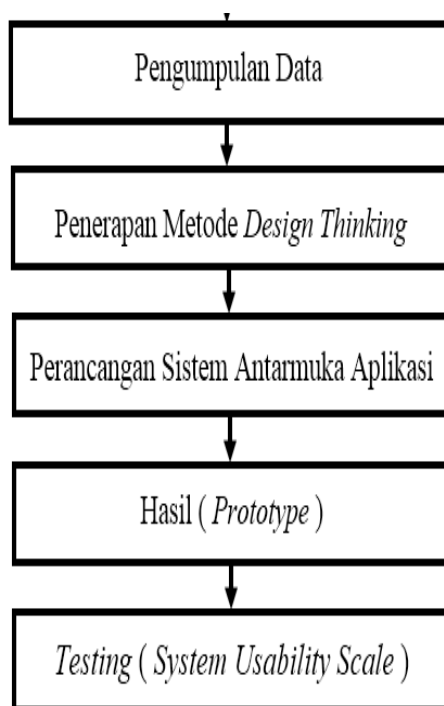 Pengumpulan Data
Penerapan Metode Design Thinking
Perancangan Sistem Antarmuka Aplikasi
Hasil ( Prototype )
Testing ( System Usability Scale )